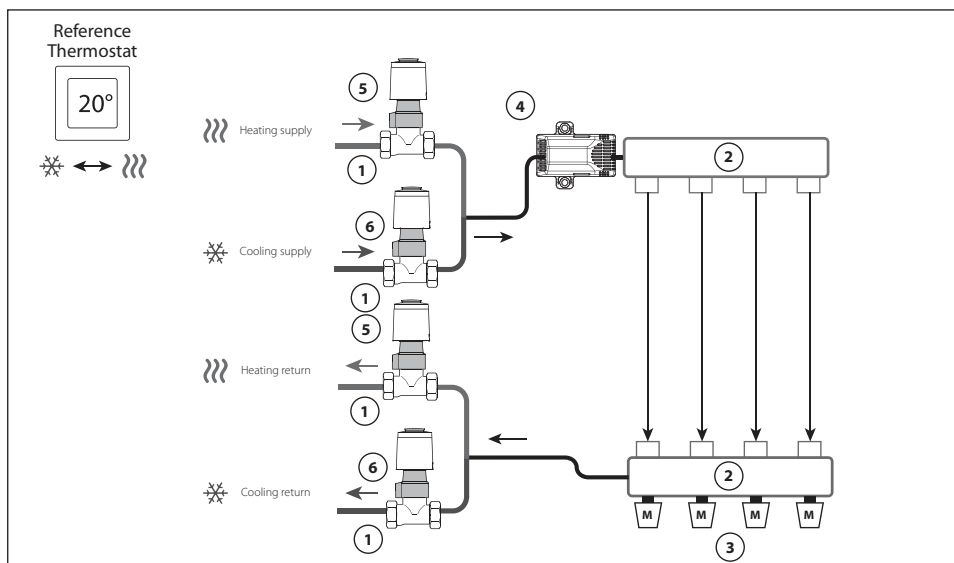 Reference
Thermostat
20°
5
4
Heating supply
1
2
6
Cooling supply
1
5
Heating return
1
6
2
Cooling return
M M M M
1
3